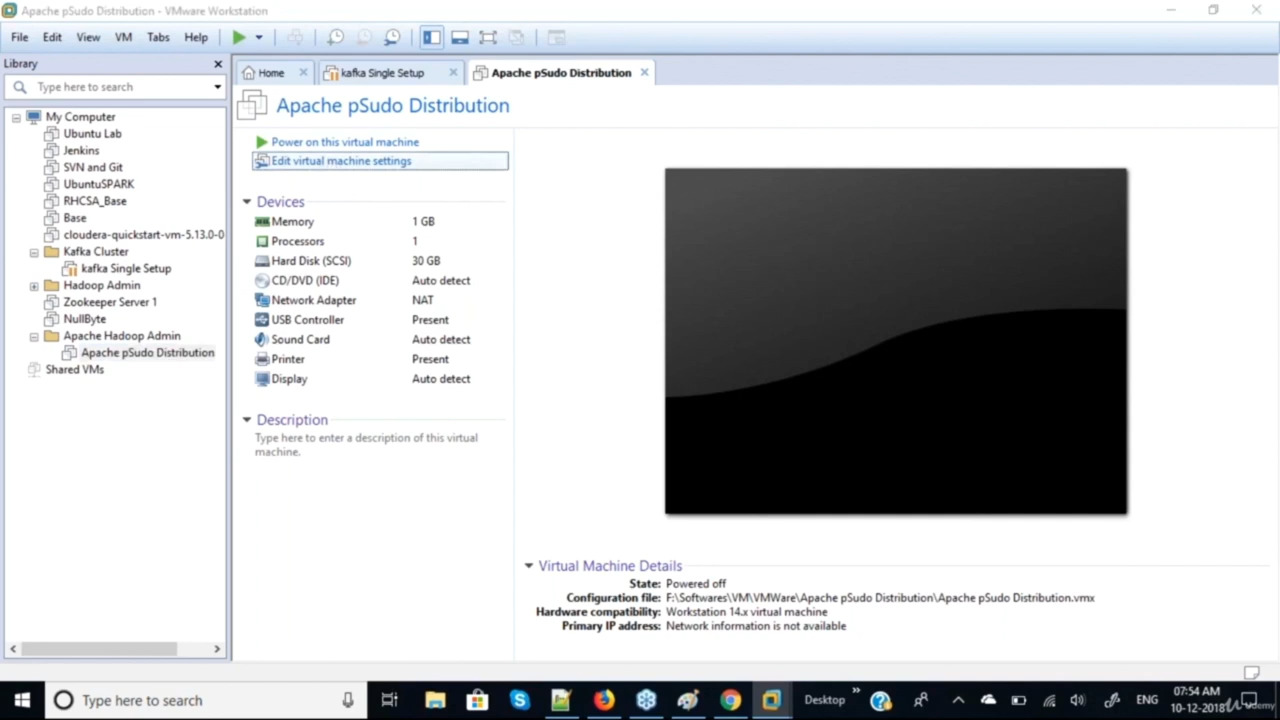 Apache pSudo Distribution - VMware Workstation
File Edit View VM Tabs Help
Library
Type here to search
My Computer
Ubuntu Lab
Jenkins
SVN and Git
UbuntuSPARK
RHCSA_Base
Base
cloudera-quickstart-vm-5.13.0-0
Kafka Cluster
kafka Single Setup
Hadoop Admin
Zookeeper Server 1
NullByte
Apache Hadoop Admin
Apache pSudo Distribution
Shared VMs
Home kafka Single Setup Apache pSudo Distribution
Apache pSudo Distribution
Power on this virtual machine
Edit virtual machine settings
Devices
Memory 1 GB
Processors 1
Hard Disk (SCSI) 30 GB
CD/DVD (IDE) Auto detect
Network Adapter NAT
USB Controller Present
Sound Card Auto detect
Printer Present
Display Auto detect
Description
Type here to enter a description of this virtual
machine.
Virtual Machine Details
State: Powered off
Configuration file: F:\Softwares\VM\VMWare\Apache pSudo Distribution\Apache pSudo Distribution.vmx
Hardware compatibility: Workstation 14.x virtual machine
Primary IP address: Network information is not available
Type here to search
Desktop
ENG
07:54 AM
10-12-2018
Udemy